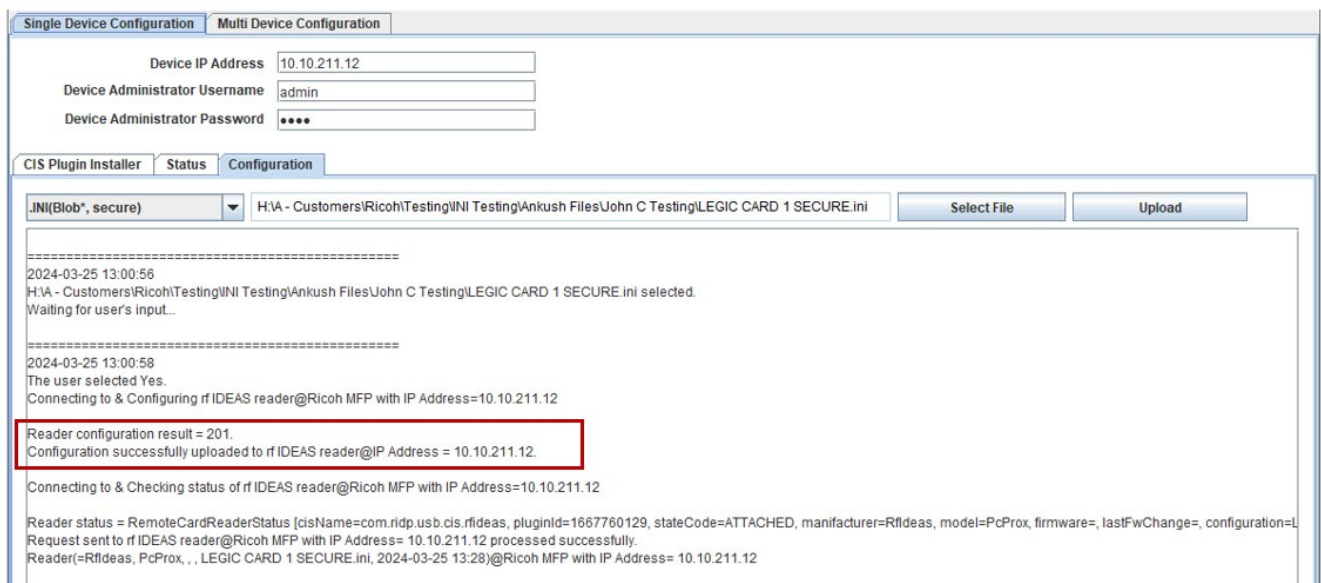 Single Device Configuration Multi Device Configuration
Device IP Address 10.10.211.12
Device Administrator Username admin
Device Administrator Password ●●●●
CIS Plugin Installer Status Configuration
.INI(Blob*, secure) H:\A - Customers\Ricoh\Testing\INI Testing\Ankush Files\John C Testing\LEGIC CARD 1 SECURE.ini Select File Upload
================================================
2024-03-25 13:00:56
H:\A - Customers\Ricoh\Testing\INI Testing\Ankush Files\John C Testing\LEGIC CARD 1 SECURE.ini selected.
Waiting for user's input...
================================================
2024-03-25 13:00:58
The user selected Yes.
Connecting to & Configuring rf IDEAS reader@Ricoh MFP with IP Address=10.10.211.12
Reader configuration result = 201.
Configuration successfully uploaded to rf IDEAS reader@IP Address = 10.10.211.12.
Connecting to & Checking status of rf IDEAS reader@Ricoh MFP with IP Address=10.10.211.12
Reader status = RemoteCardReaderStatus [cisName=com.ridp.usb.cis.rfideas, pluginId=1667760129, stateCode=ATTACHED, manifacturer=RfIdeas, model=PcProx, firmware=, lastFwChange=, configuration=L
Request sent to rf IDEAS reader@Ricoh MFP with IP Address= 10.10.211.12 processed successfully.
Reader(=RfIdeas, PcProx, , , LEGIC CARD 1 SECURE.ini, 2024-03-25 13:28)@Ricoh MFP with IP Address= 10.10.211.12